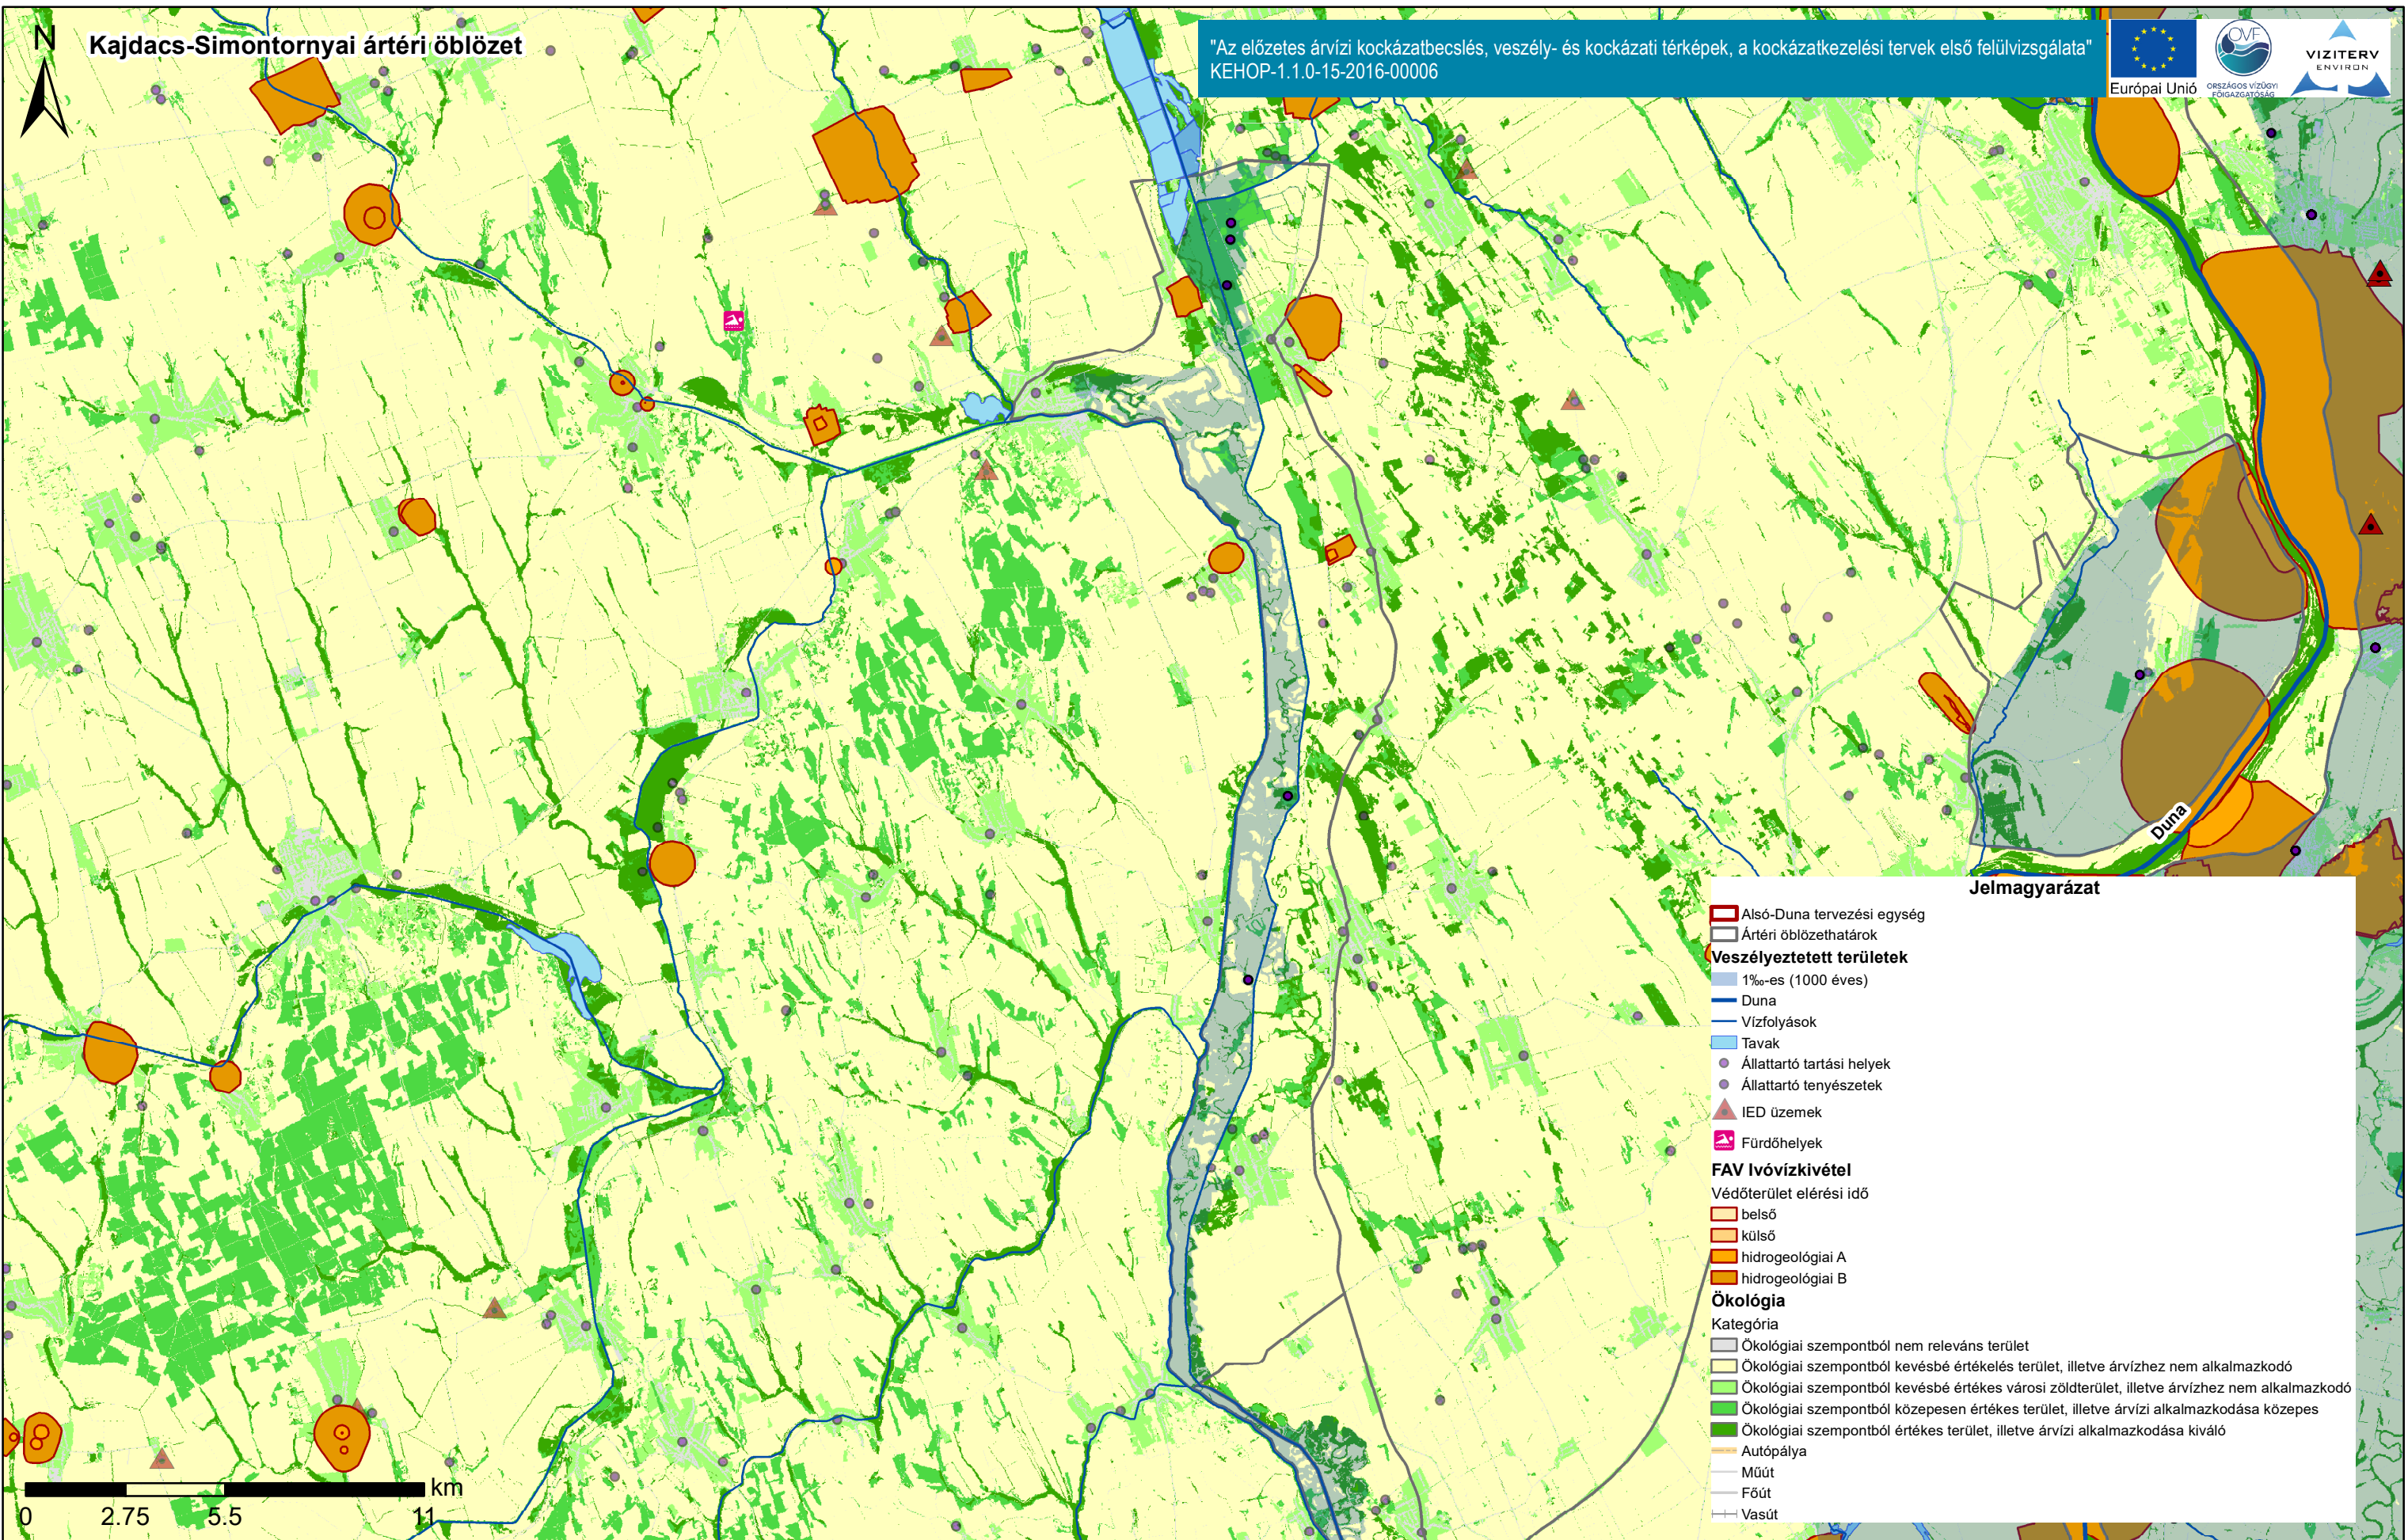 N
Kajdacs-Simontornyai ártéri öblözet
"Az előzetes árvízi kockázatbecslés, veszély- és kockázati térképek, a kockázatkezelési tervek első felülvizsgálata"
KEHOP-1.1.0-15-2016-00006
Európai Unió
OVF
ORSZÁGOS VÍZÜGYI
FŐIGAZGATÓSÁG
VIZITERV
ENVIRON
Duna
Jelmagyarázat
Alsó-Duna tervezési egység
Ártéri öblözethatárok
Veszélyeztetett területek
1‰-es (1000 éves)
Duna
Vízfolyások
Tavak
Állattartó tartási helyek
Állattartó tenyészetek
IED üzemek
Fürdőhelyek
FAV Ivóvízkivétel
Védőterület elérési idő
belső
külső
hidrogeológiai A
hidrogeológiai B
Ökológia
Kategória
Ökológiai szempontból nem releváns terület
Ökológiai szempontból kevésbé értékelés terület, illetve árvízhez nem alkalmazkodó
Ökológiai szempontból kevésbé értékes városi zöldterület, illetve árvízhez nem alkalmazkodó
Ökológiai szempontból közepesen értékes terület, illetve árvízi alkalmazkodása közepes
Ökológiai szempontból értékes terület, illetve árvízi alkalmazkodása kiváló
Autópálya
Műút
Főút
Vasút
km
0 2.75 5.5 11